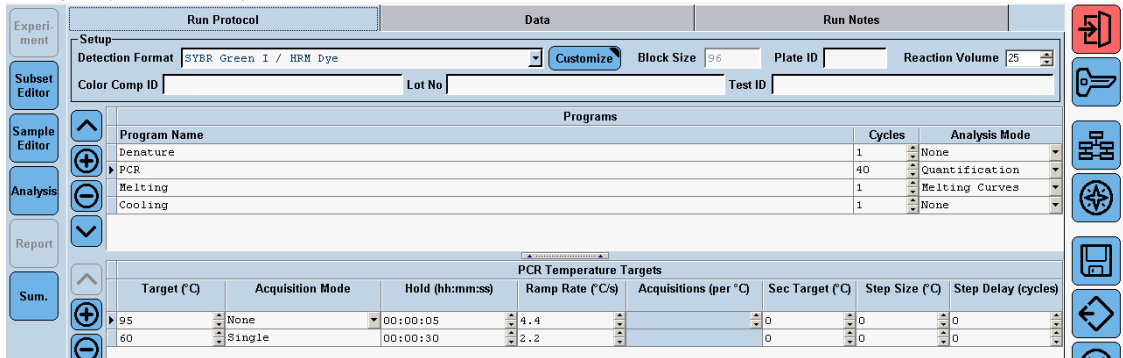 Experi-
ment
Subset
Editor
Sample
Editor
Analysis
Report
Sum.
Run Protocol Data Run Notes
Setup
Detection Format SYBR Green I / HRM Dye Customize Block Size 96 Plate ID Reaction Volume 25
Color Comp ID Lot No Test ID
Programs
Program Name Cycles Analysis Mode
Denature 1 None
PCR 40 Quantification
Melting 1 Melting Curves
Cooling 1 None
PCR Temperature Targets
Target (°C) Acquisition Mode Hold (hh:mm:ss) Ramp Rate (°C/s) Acquisitions (per °C) Sec Target (°C) Step Size (°C) Step Delay (cycles)
95 None 00:00:05 4.4 0 0 0
60 Single 00:00:30 2.2 0 0 0